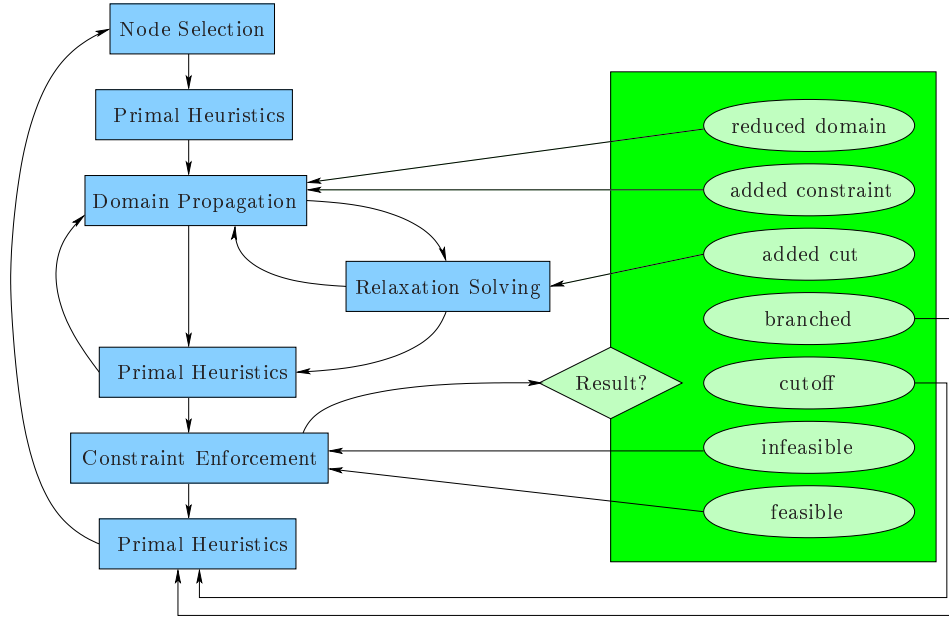 Node Selection
Primal Heuristics
Domain Propagation
Relaxation Solving
Primal Heuristics
Constraint Enforcement
Primal Heuristics
Result?
reduced domain
added constraint
added cut
branched
cutoff
infeasible
feasible